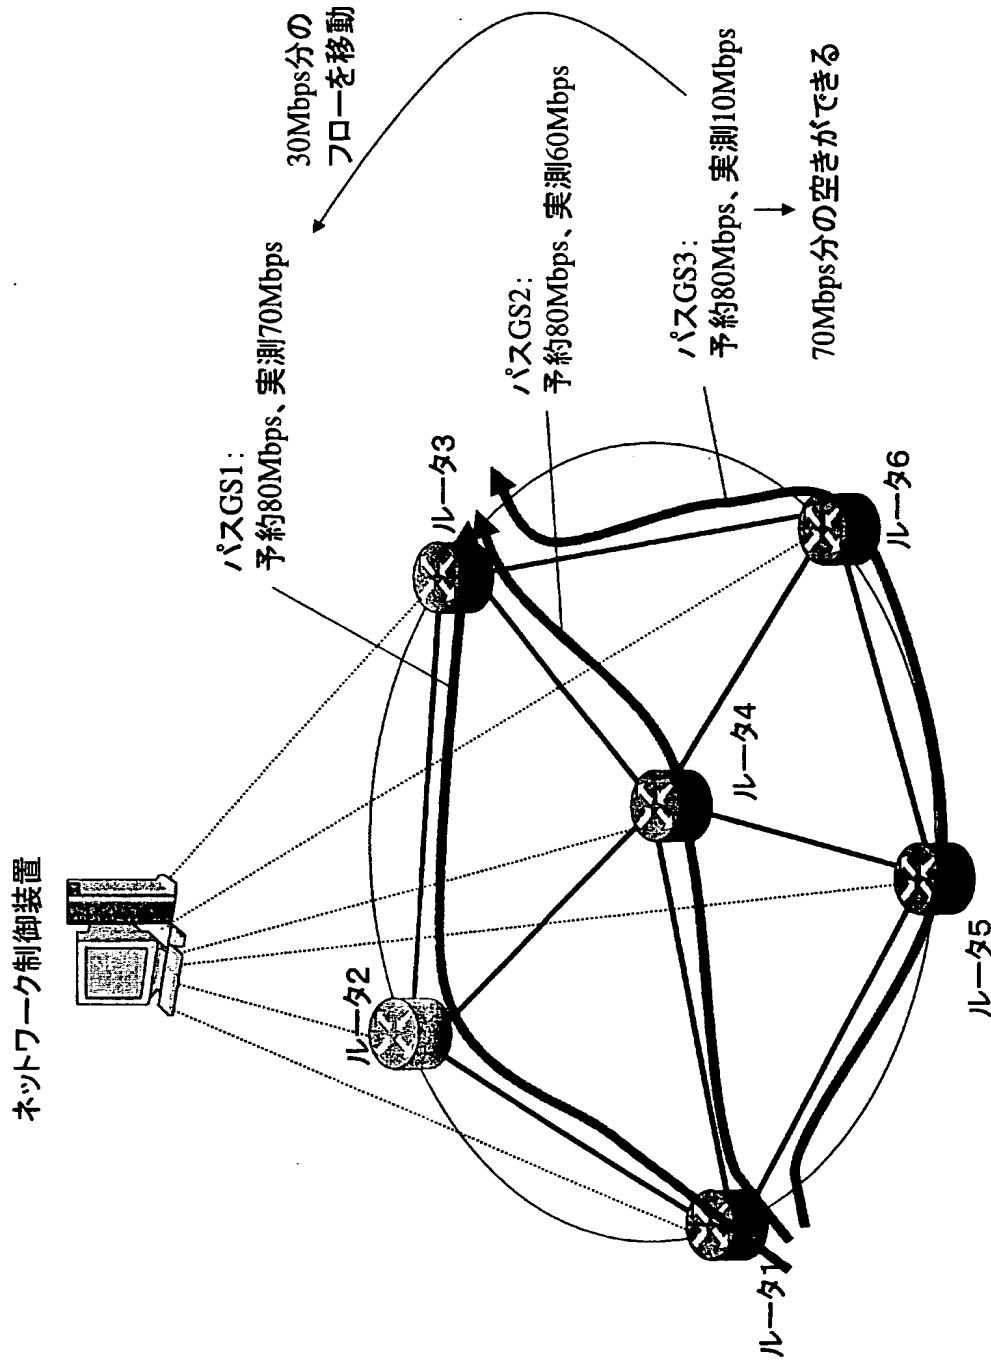 ネットワーク制御装置
30Mbps分の
フローを移動
パスGS1:
予約80Mbps、実測70Mbps
パスGS2:
予約80Mbps、実測60Mbps
パスGS3:
予約80Mbps、実測10Mbps
70Mbps分の空きができる
ルータ2
ルータ3
ルータ4
ルータ1
ルータ5
ルータ6